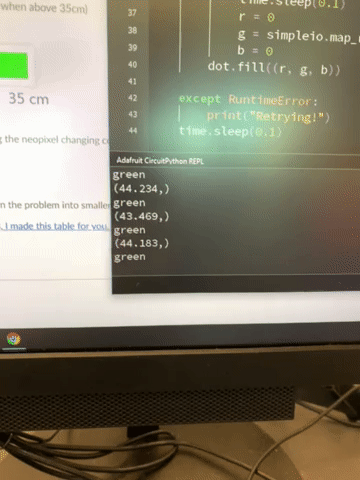 when above 35cm)
35 cm
g the neopixel changing c
n the problem into smaller
I made this table for you.
time.sleep(0.1)
37 r = 0
38 g = simpleio.map_
39 b = 0
40 dot.fill((r, g, b))
41
42 except RuntimeError:
43 print("Retrying!")
44 time.sleep(0.1)
Adafruit CircuitPython REPL
green
(44.234,)
green
(43.469,)
green
(44.183,)
green